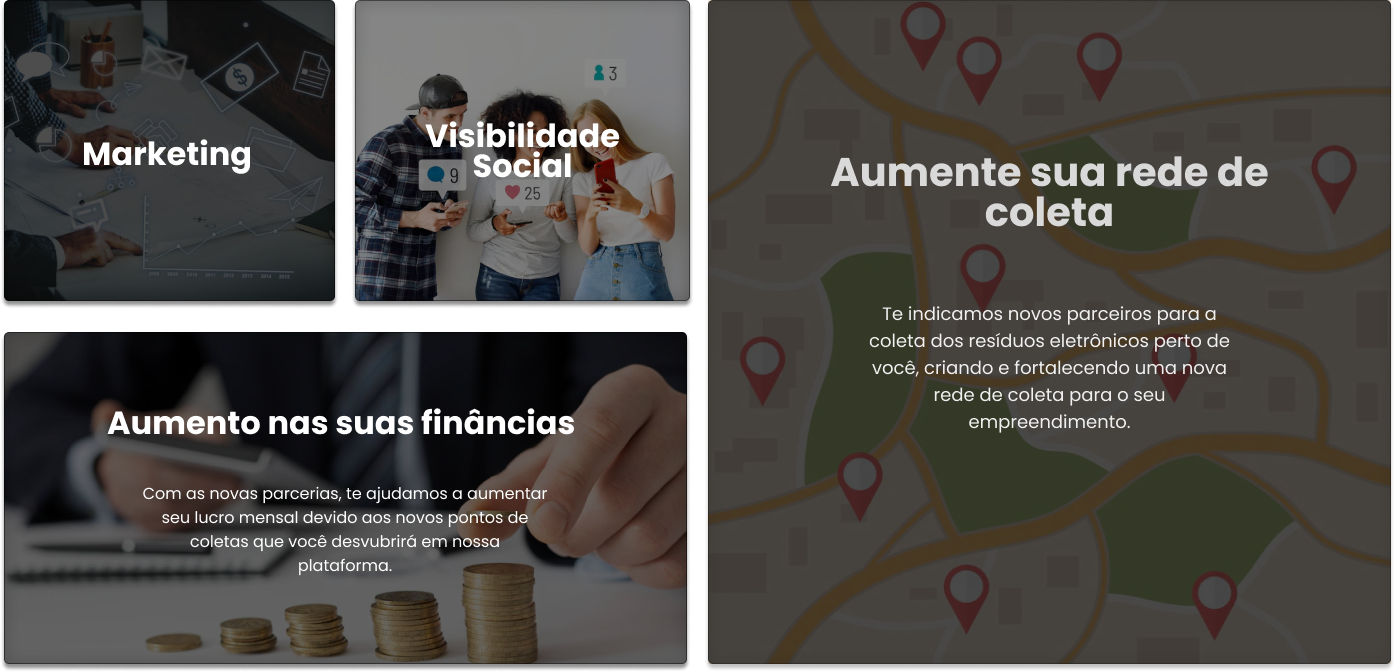 Marketing
Visibilidade
Social
3
9
25
Aumento nas suas finâncias
Com as novas parcerias, te ajudamos a aumentar
seu lucro mensal devido aos novos pontos de
coletas que você desvubrirá em nossa
plataforma.
Aumente sua rede de
coleta
Te indicamos novos parceiros para a
coleta dos resíduos eletrônicos perto de
você, criando e fortalecendo uma nova
rede de coleta para o seu
empreendimento.